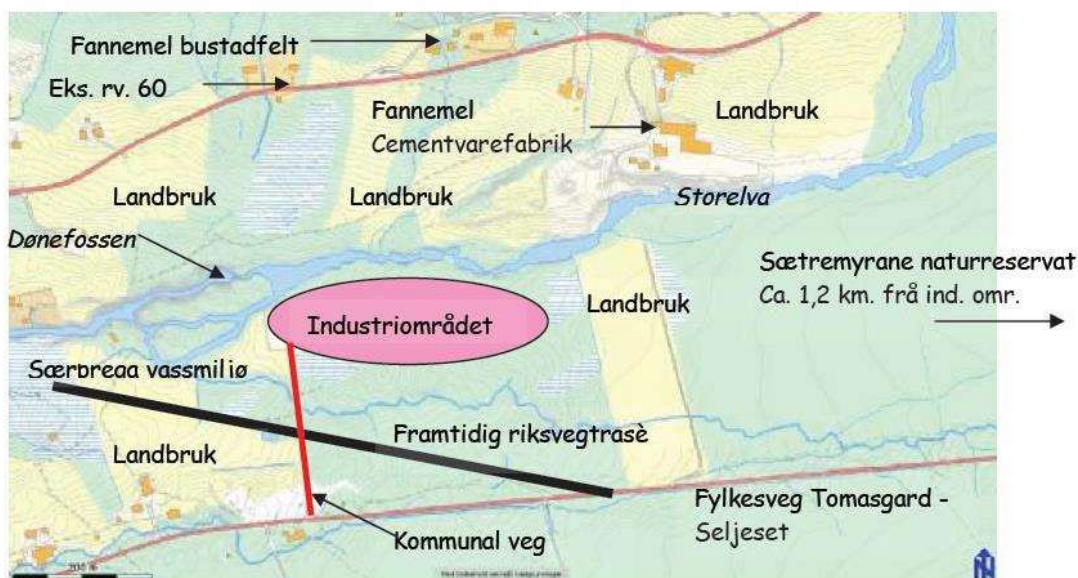 Fannemel bustadfelt
Eks. rv. 60
Fannemel
Cementvarefabrik
Landbruk
Landbruk
Landbruk
Storelva
Dønefossen
Sætremyrane naturreservat
Ca. 1,2 km. frå ind. omr.
Landbruk
Industriområdet
vassmiljø
Framtidig riksvegtrasè
Landbruk
Fylkesveg Tomasgard -
Seljeset
Kommunal veg
200 m
N